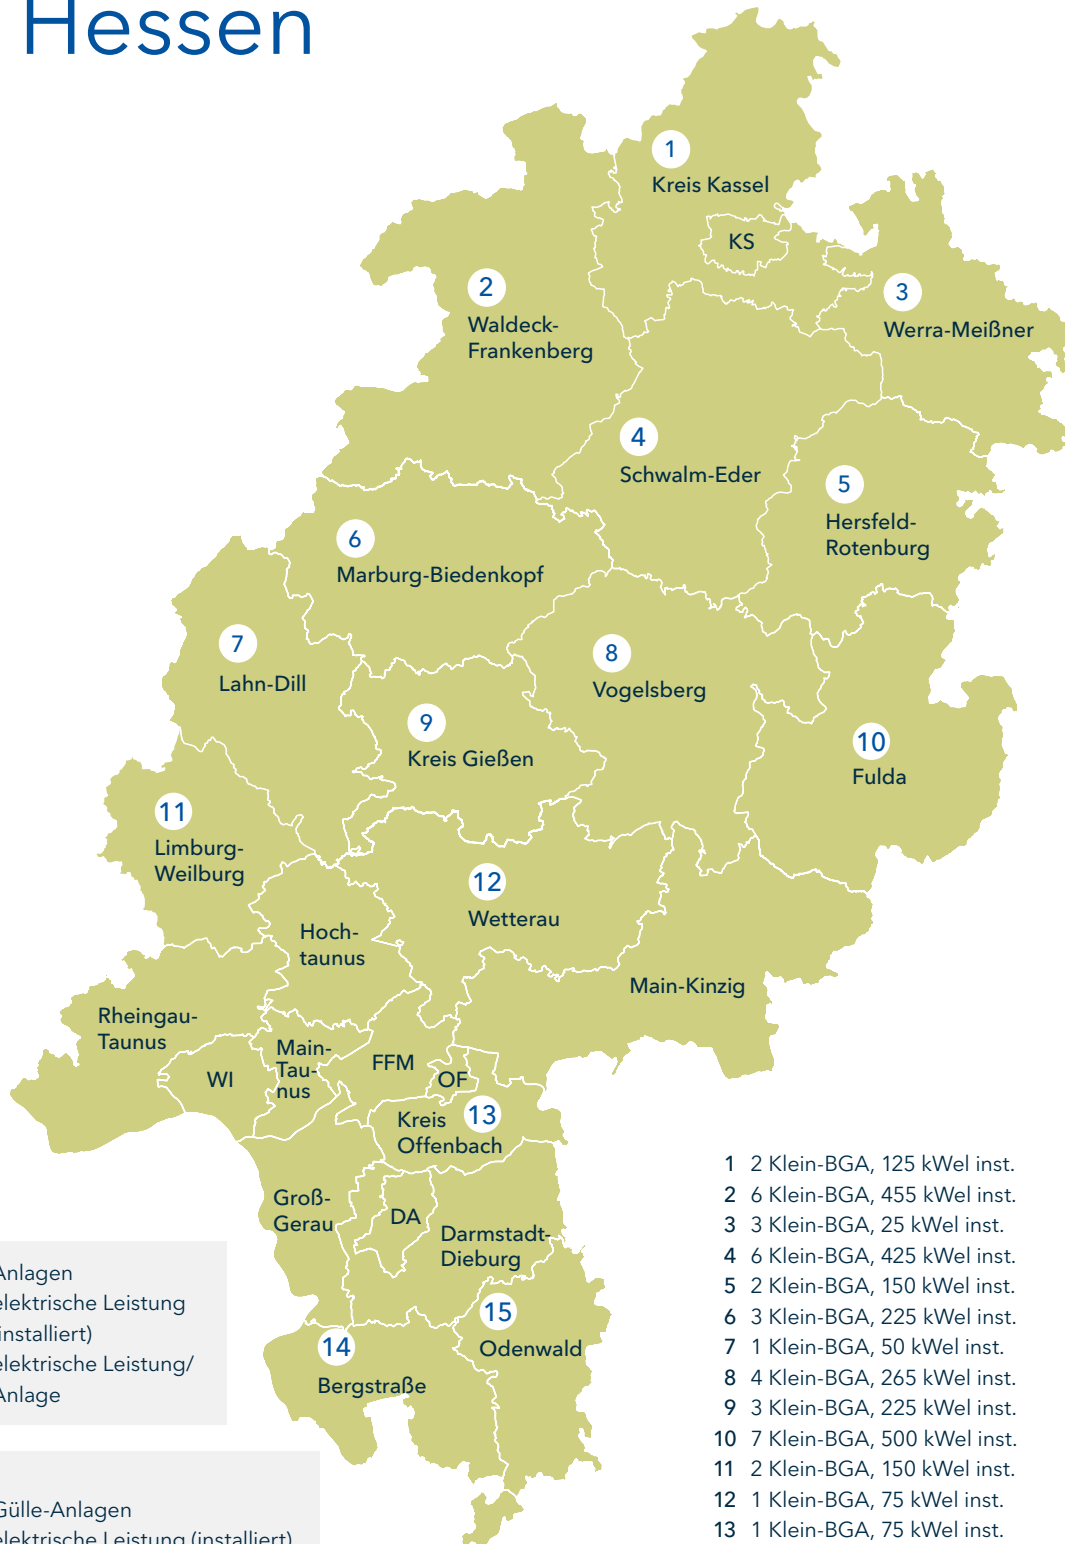 Hessen
1
Kreis Kassel
KS
2
Waldeck-
Frankenberg
3
Werra-Meißner
4
Schwalm-Eder
5
Hersfeld-
Rotenburg
6
Marburg-Biedenkopf
7
Lahn-Dill
8
Vogelsberg
9
Kreis Gießen
10
Fulda
11
Limburg-
Weilburg
12
Wetterau
Hoch-
taunus
Main-Kinzig
Rheingau-
Taunus
WI
Main-
Tau-
nus
FFM
OF
Kreis 13
Offenbach
Groß-
Gerau
DA
Darmstadt-
Dieburg
14
Bergstraße
15
Odenwald
Anlagen
elektrische Leistung
installiert)
elektrische Leistung/
Anlage
Gülle-Anlagen
elektrische Leistung (installiert)
1 2 Klein-BGA, 125 kWel inst.
2 6 Klein-BGA, 455 kWel inst.
3 3 Klein-BGA, 25 kWel inst.
4 6 Klein-BGA, 425 kWel inst.
5 2 Klein-BGA, 150 kWel inst.
6 3 Klein-BGA, 225 kWel inst.
7 1 Klein-BGA, 50 kWel inst.
8 4 Klein-BGA, 265 kWel inst.
9 3 Klein-BGA, 225 kWel inst.
10 7 Klein-BGA, 500 kWel inst.
11 2 Klein-BGA, 150 kWel inst.
12 1 Klein-BGA, 75 kWel inst.
13 1 Klein-BGA, 75 kWel inst.